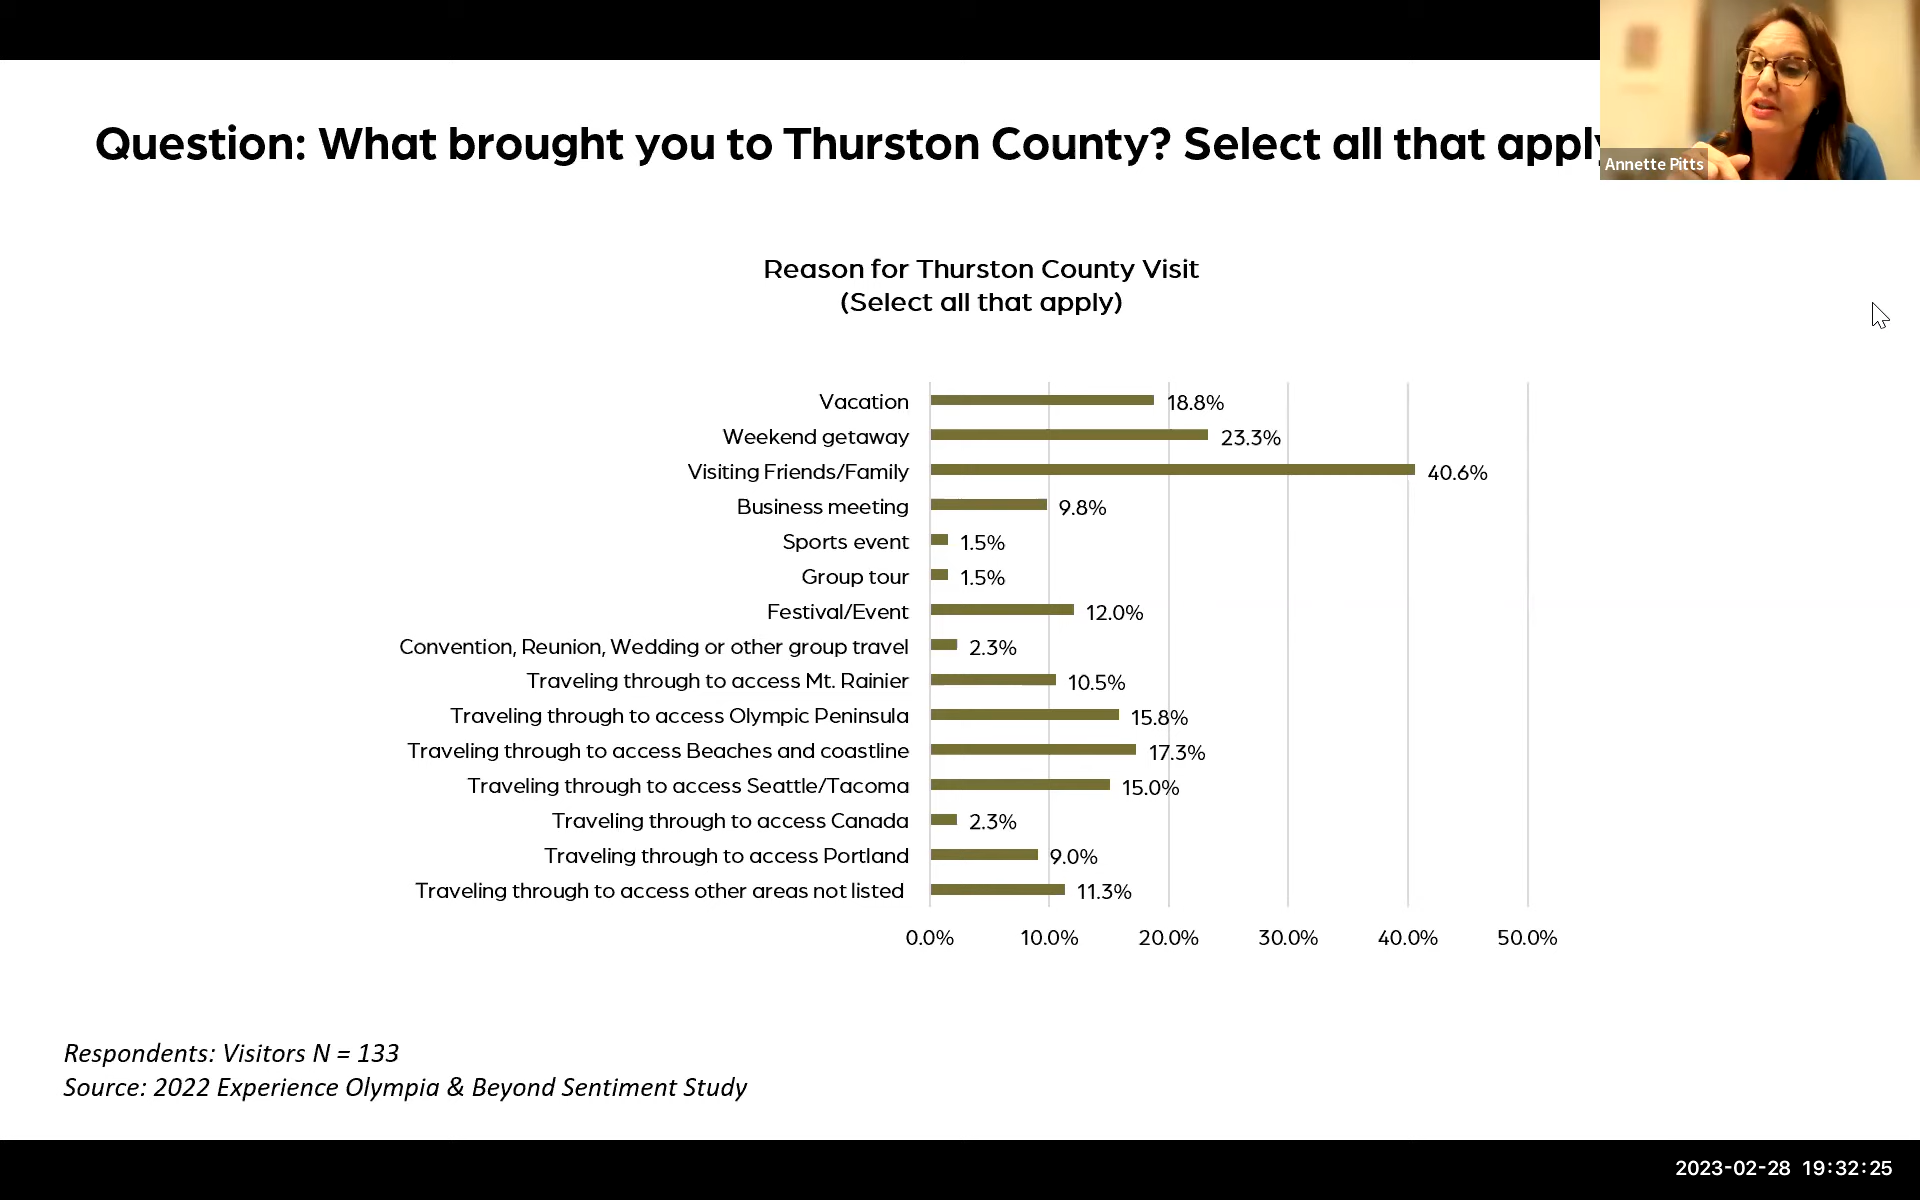 Question: What brought you to Thurston County? Select all that apply
Annette Pitts
Reason for Thurston County Visit
(Select all that apply)
Vacation 18.8%
Weekend getaway 23.3%
Visiting Friends/Family 40.6%
Business meeting 9.8%
Sports event 1.5%
Group tour 1.5%
Festival/Event 12.0%
Convention, Reunion, Wedding or other group travel 2.3%
Traveling through to access Mt. Rainier 10.5%
Traveling through to access Olympic Peninsula 15.8%
Traveling through to access Beaches and coastline 17.3%
Traveling through to access Seattle/Tacoma 15.0%
Traveling through to access Canada 2.3%
Traveling through to access Portland 9.0%
Traveling through to access other areas not listed 11.3%
0.0% 10.0% 20.0% 30.0% 40.0% 50.0%
Respondents: Visitors N = 133
Source: 2022 Experience Olympia & Beyond Sentiment Study
2023-02-28 19:32:25